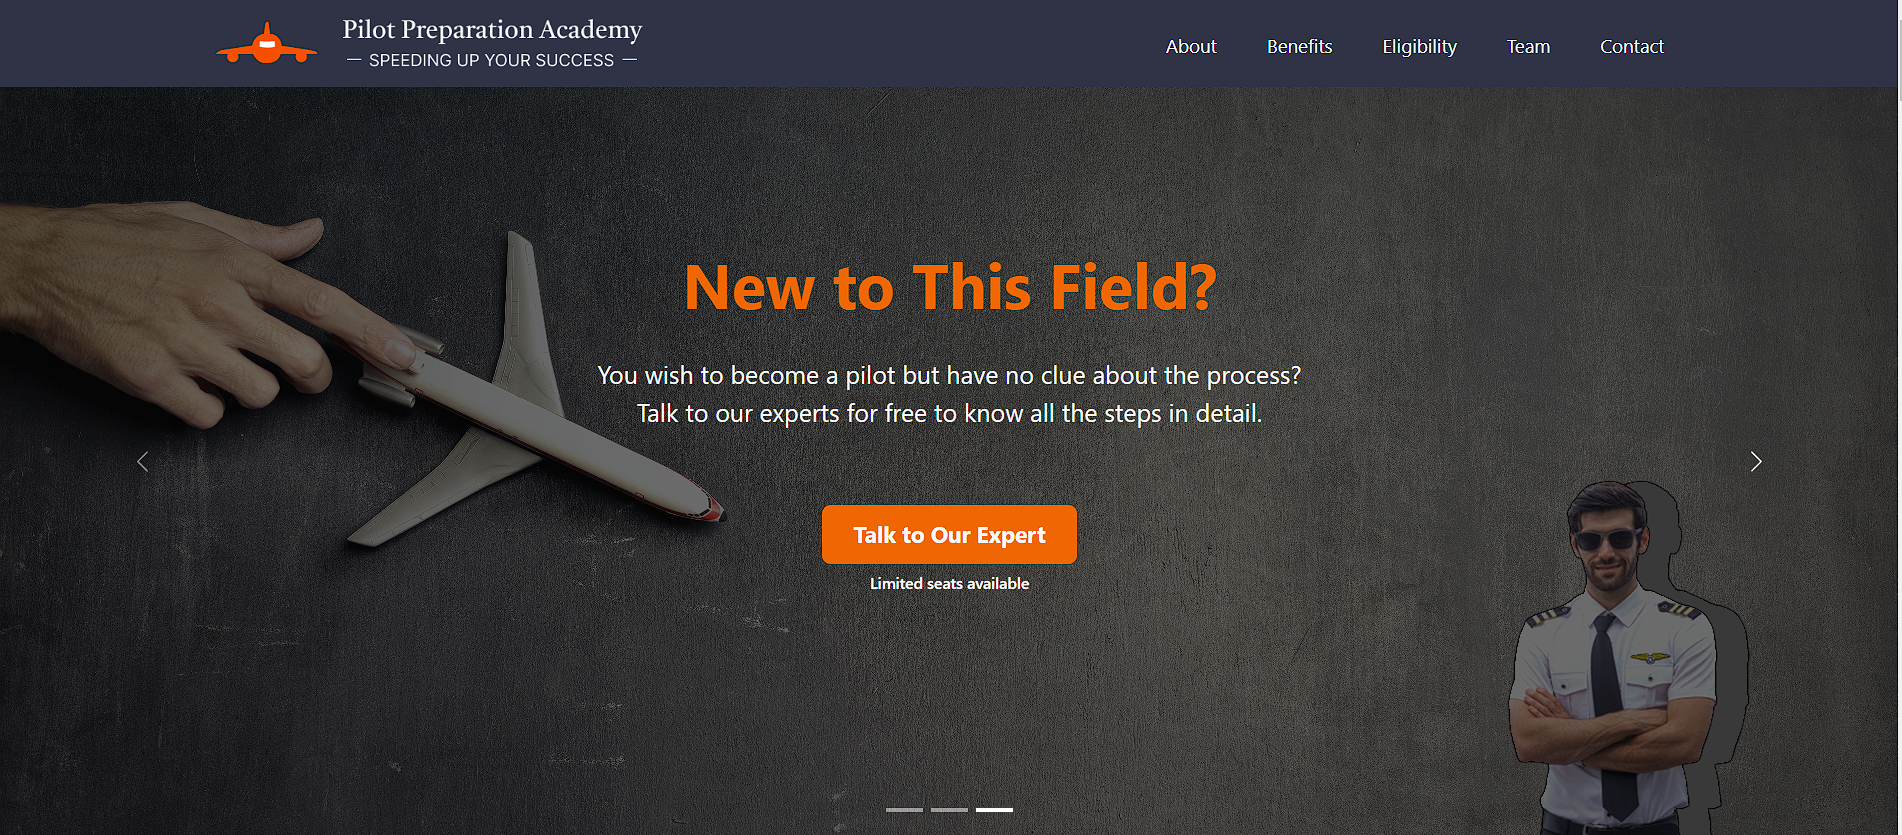 Pilot Preparation Academy
— SPEEDING UP YOUR SUCCESS —
About
Benefits
Eligibility
Team
Contact
New to This Field?
You wish to become a pilot but have no clue about the process?
Talk to our experts for free to know all the steps in detail.
Talk to Our Expert
Limited seats available